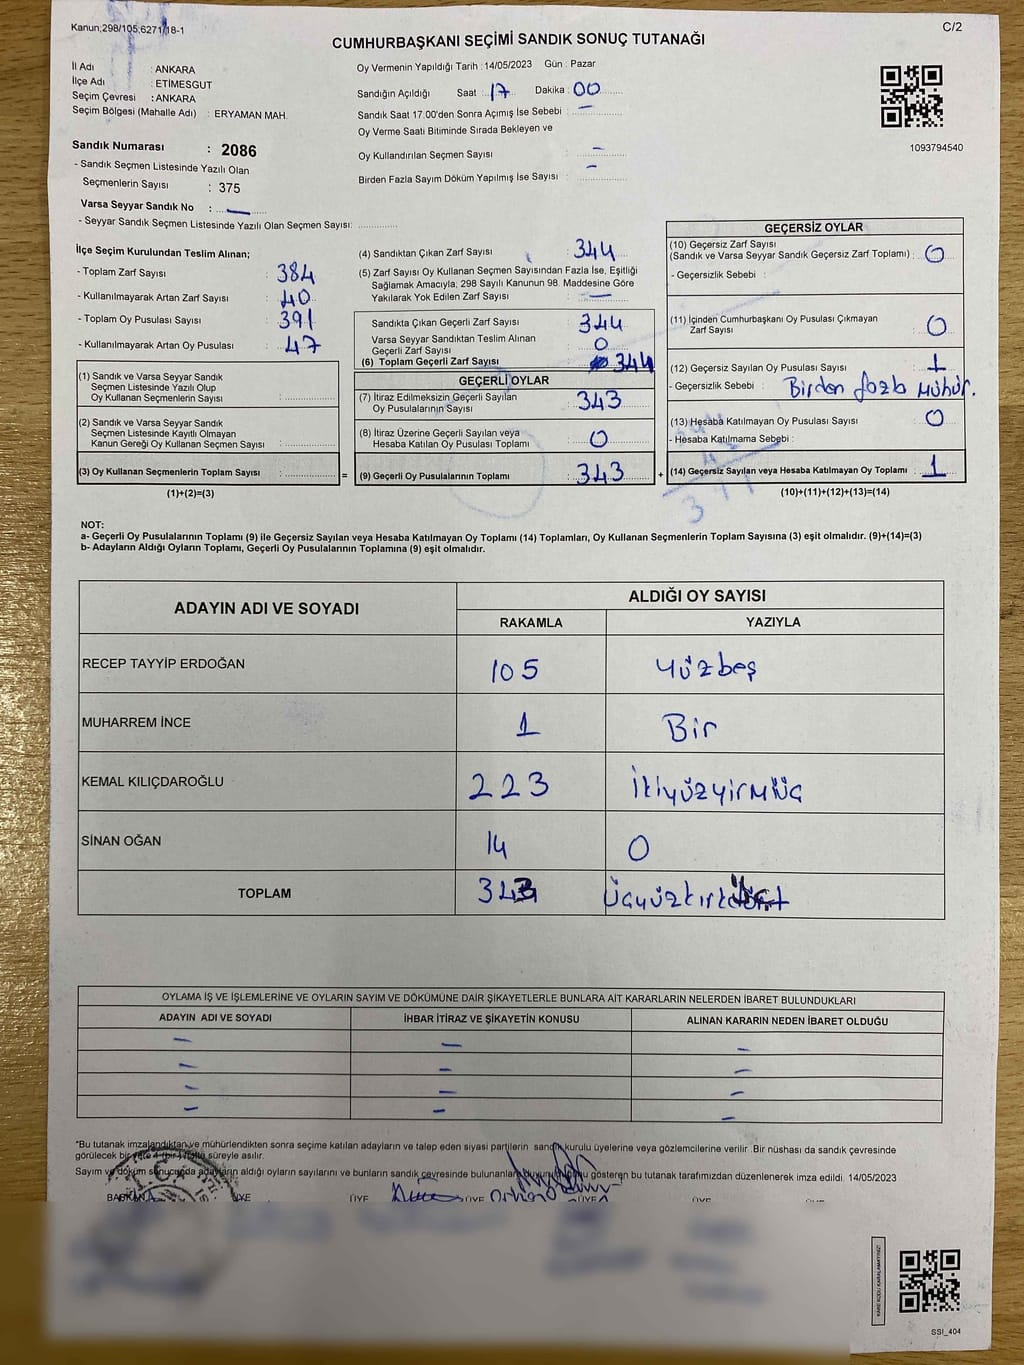 Kanun;298/105,6271/18-1
C/2
CUMHURBAŞKANI SEÇİMİ SANDIK SONUÇ TUTANAĞI
İl Adı : ANKARA
İlçe Adı : ETİMESGUT
Seçim Çevresi : ANKARA
Seçim Bölgesi (Mahalle Adı) : ERYAMAN MAH.
Sandık Numarası : 2086
- Sandık Seçmen Listesinde Yazılı Olan
Seçmenlerin Sayısı : 375
Varsa Seyyar Sandık No : —
- Seyyar Sandık Seçmen Listesinde Yazılı Olan Seçmen Sayısı:
Oy Vermenin Yapıldığı Tarih : 14/05/2023 Gün : Pazar
Sandığın Açıldığı Saat : 17 Dakika : 00
Sandık Saat 17.00'den Sonra Açımış İse Sebebi : —
Oy Verme Saati Bitiminde Sırada Bekleyen ve
Oy Kullandırılan Seçmen Sayısı : —
Birden Fazla Sayım Döküm Yapılmış İse Sayısı : —
1093794540
İlçe Seçim Kurulundan Teslim Alınan;
- Toplam Zarf Sayısı : 384
- Kullanılmayarak Artan Zarf Sayısı : 40
- Toplam Oy Pusulası Sayısı : 391
- Kullanılmayarak Artan Oy Pusulası : 47
(1) Sandık ve Varsa Seyyar Sandık
Seçmen Listesinde Yazılı Olup
Oy Kullanan Seçmenlerin Sayısı :
(2) Sandık ve Varsa Seyyar Sandık
Seçmen Listesinde Kayıtlı Olmayan
Kanun Gereği Oy Kullanan Seçmen Sayısı :
(3) Oy Kullanan Seçmenlerin Toplam Sayısı : =
(1)+(2)=(3)
(4) Sandıktan Çıkan Zarf Sayısı 344
(5) Zarf Sayısı Oy Kullanan Seçmen Sayısından Fazla İse, Eşitliği
Sağlamak Amacıyla; 298 Sayılı Kanunun 98. Maddesine Göre
Yakılarak Yok Edilen Zarf Sayısı : —
Sandıkta Çıkan Geçerli Zarf Sayısı : 344
Varsa Seyyar Sandıktan Teslim Alınan
Geçerli Zarf Sayısı : 0
(6) Toplam Geçerli Zarf Sayısı : 344
GEÇERLİ OYLAR
(7) İtiraz Edilmeksizin Geçerli Sayılan
Oy Pusulalarının Sayısı : 343
(8) İtiraz Üzerine Geçerli Sayılan veya
Hesaba Katılan Oy Pusulaları Toplamı : 0
(9) Geçerli Oy Pusulalarının Toplamı : 343 +
GEÇERSİZ OYLAR
(10) Geçersiz Zarf Sayısı
(Sandık ve Varsa Seyyar Sandık Geçersiz Zarf Toplamı) : 0
- Geçersizlik Sebebi :
(11) İçinden Cumhurbaşkanı Oy Pusulası Çıkmayan
Zarf Sayısı : 0
(12) Geçersiz Sayılan Oy Pusulası Sayısı : 1
- Geçersizlik Sebebi : Birden fazla Mühür.
(13) Hesaba Katılmayan Oy Pusulası Sayısı : 0
- Hesaba Katılmama Sebebi :
(14) Geçersiz Sayılan veya Hesaba Katılmayan Oy Toplamı : 1
(10)+(11)+(12)+(13)=(14)
NOT:
a- Geçerli Oy Pusulalarının Toplamı (9) ile Geçersiz Sayılan veya Hesaba Katılmayan Oy Toplamı (14) Toplamları, Oy Kullanan Seçmenlerin Toplam Sayısına (3) eşit olmalıdır. (9)+(14)=(3)
b- Adayların Aldığı Oyların Toplamı, Geçerli Oy Pusulalarının Toplamına (9) eşit olmalıdır.
ADAYIN ADI VE SOYADI ALDIĞI OY SAYISI
RAKAMLA YAZIYLA
RECEP TAYYİP ERDOĞAN 105 Yüzbeş
MUHARREM İNCE 1 Bir
KEMAL KILIÇDAROĞLU 223 İkiyüzyirmiüç
SİNAN OĞAN 14 0
TOPLAM 343 Üçyüzkırk
OYLAMA İŞ VE İŞLEMLERİNE VE OYLARIN SAYIM VE DÖKÜMÜNE DAİR ŞİKAYETLERLE BUNLARA AİT KARARLARIN NELERDEN İBARET BULUNDUKLARI
ADAYIN ADI VE SOYADI İHBAR İTİRAZ VE ŞİKAYETİN KONUSU ALINAN KARARIN NEDEN İBARET OLDUĞU
— — —
— — —
— — —
— — —
*Bu tutanak imzalandıktan ve mühürlendikten sonra seçime katılan adayların ve talep eden siyasi partilerin sandık kurulu üyelerine veya gözlemcilerine verilir. Bir nüshası da sandık çevresinde
görülecek bir yere süreyle asılır.
Sayım ve döküm sonucunda adayların aldığı oyların sayılarını ve bunların sandık çevresinde bulunanlara gösteren bu tutanak tarafımızdan düzenlenerek imza edildi. 14/05/2023
BAŞKAN ÜYE ÜYE ÜYE ÜYE ÜYE ÜYE
SSI_404